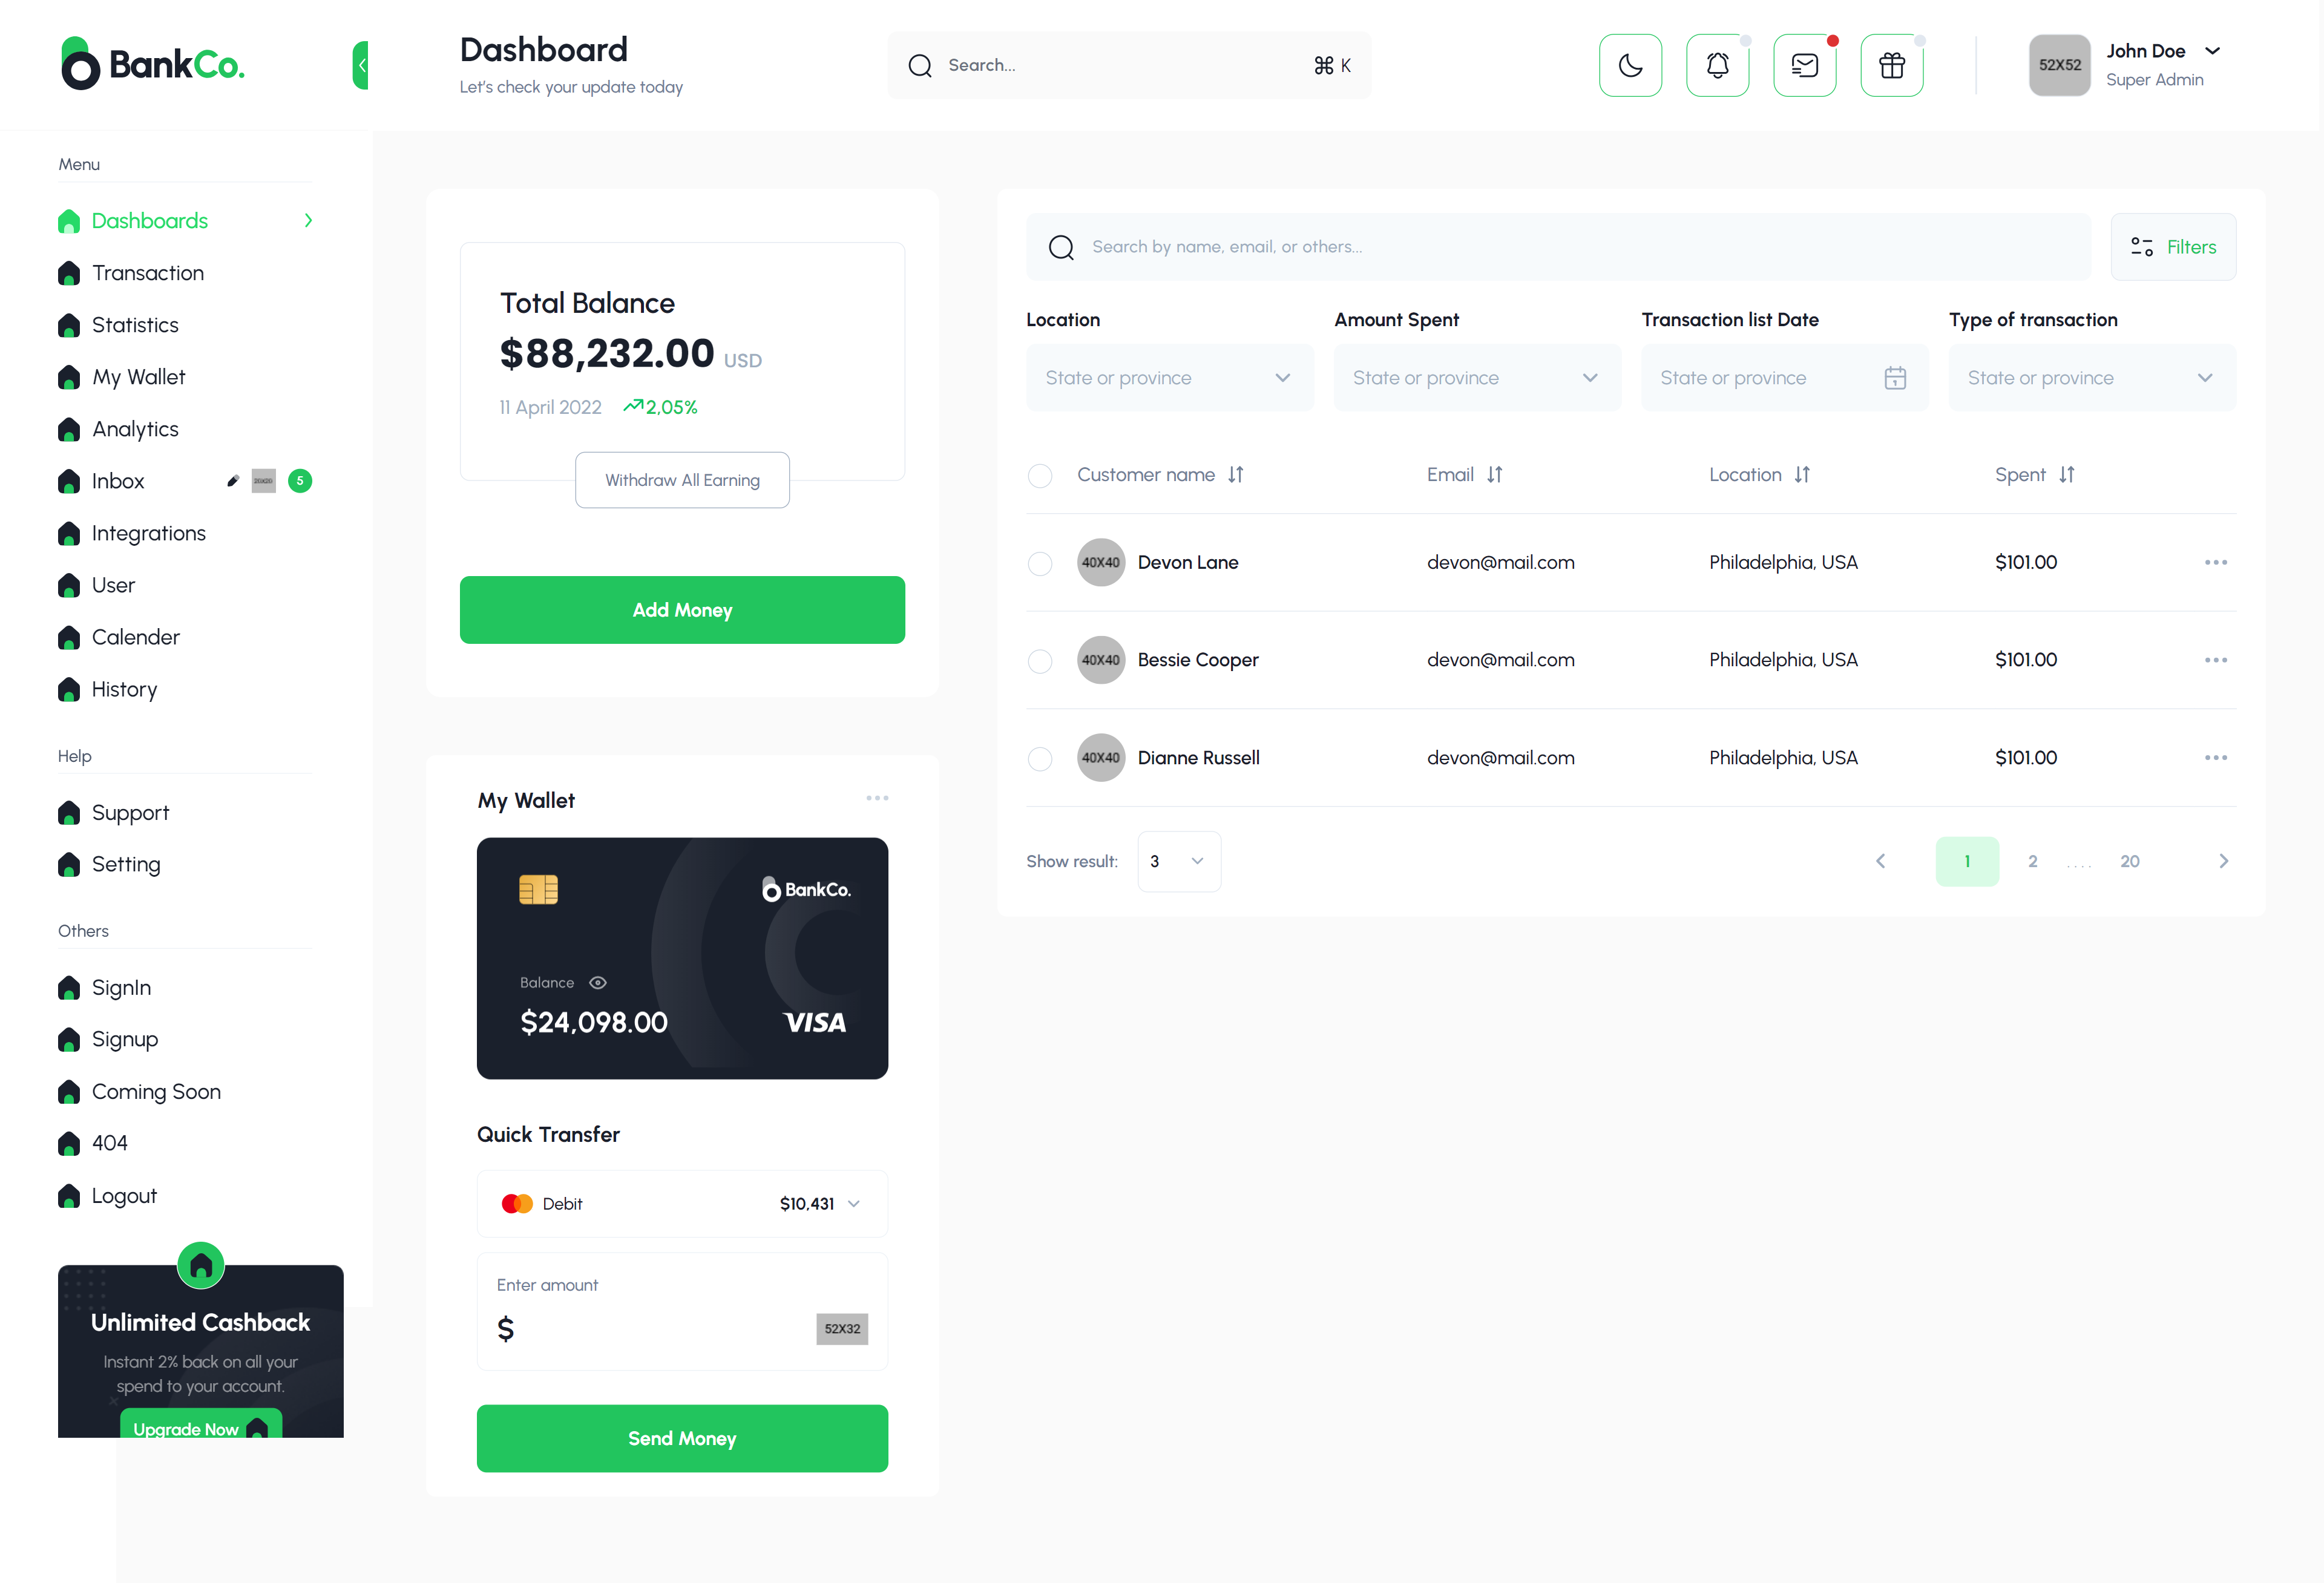 BankCo.
Dashboard
Let's check your update today
Search...
⌘ K
52X52
John Doe
Super Admin
Menu
Dashboards
Transaction
Statistics
My Wallet
Analytics
Inbox
20X20
5
Integrations
User
Calender
History
Help
Support
Setting
Others
SignIn
Signup
Coming Soon
404
Logout
Unlimited Cashback
Instant 2% back on all your
spend to your account.
Upgrade Now
Total Balance
$88,232.00 USD
11 April 2022 2,05%
Withdraw All Earning
Add Money
My Wallet
BankCo.
Balance
$24,098.00
VISA
Quick Transfer
Debit $10,431
Enter amount
$
52X32
Send Money
Search by name, email, or others...
Filters
Location Amount Spent Transaction list Date Type of transaction
State or province State or province State or province State or province
Customer name Email Location Spent
40X40 Devon Lane devon@mail.com Philadelphia, USA $101.00
40X40 Bessie Cooper devon@mail.com Philadelphia, USA $101.00
40X40 Dianne Russell devon@mail.com Philadelphia, USA $101.00
Show result: 3 1 2 .... 20